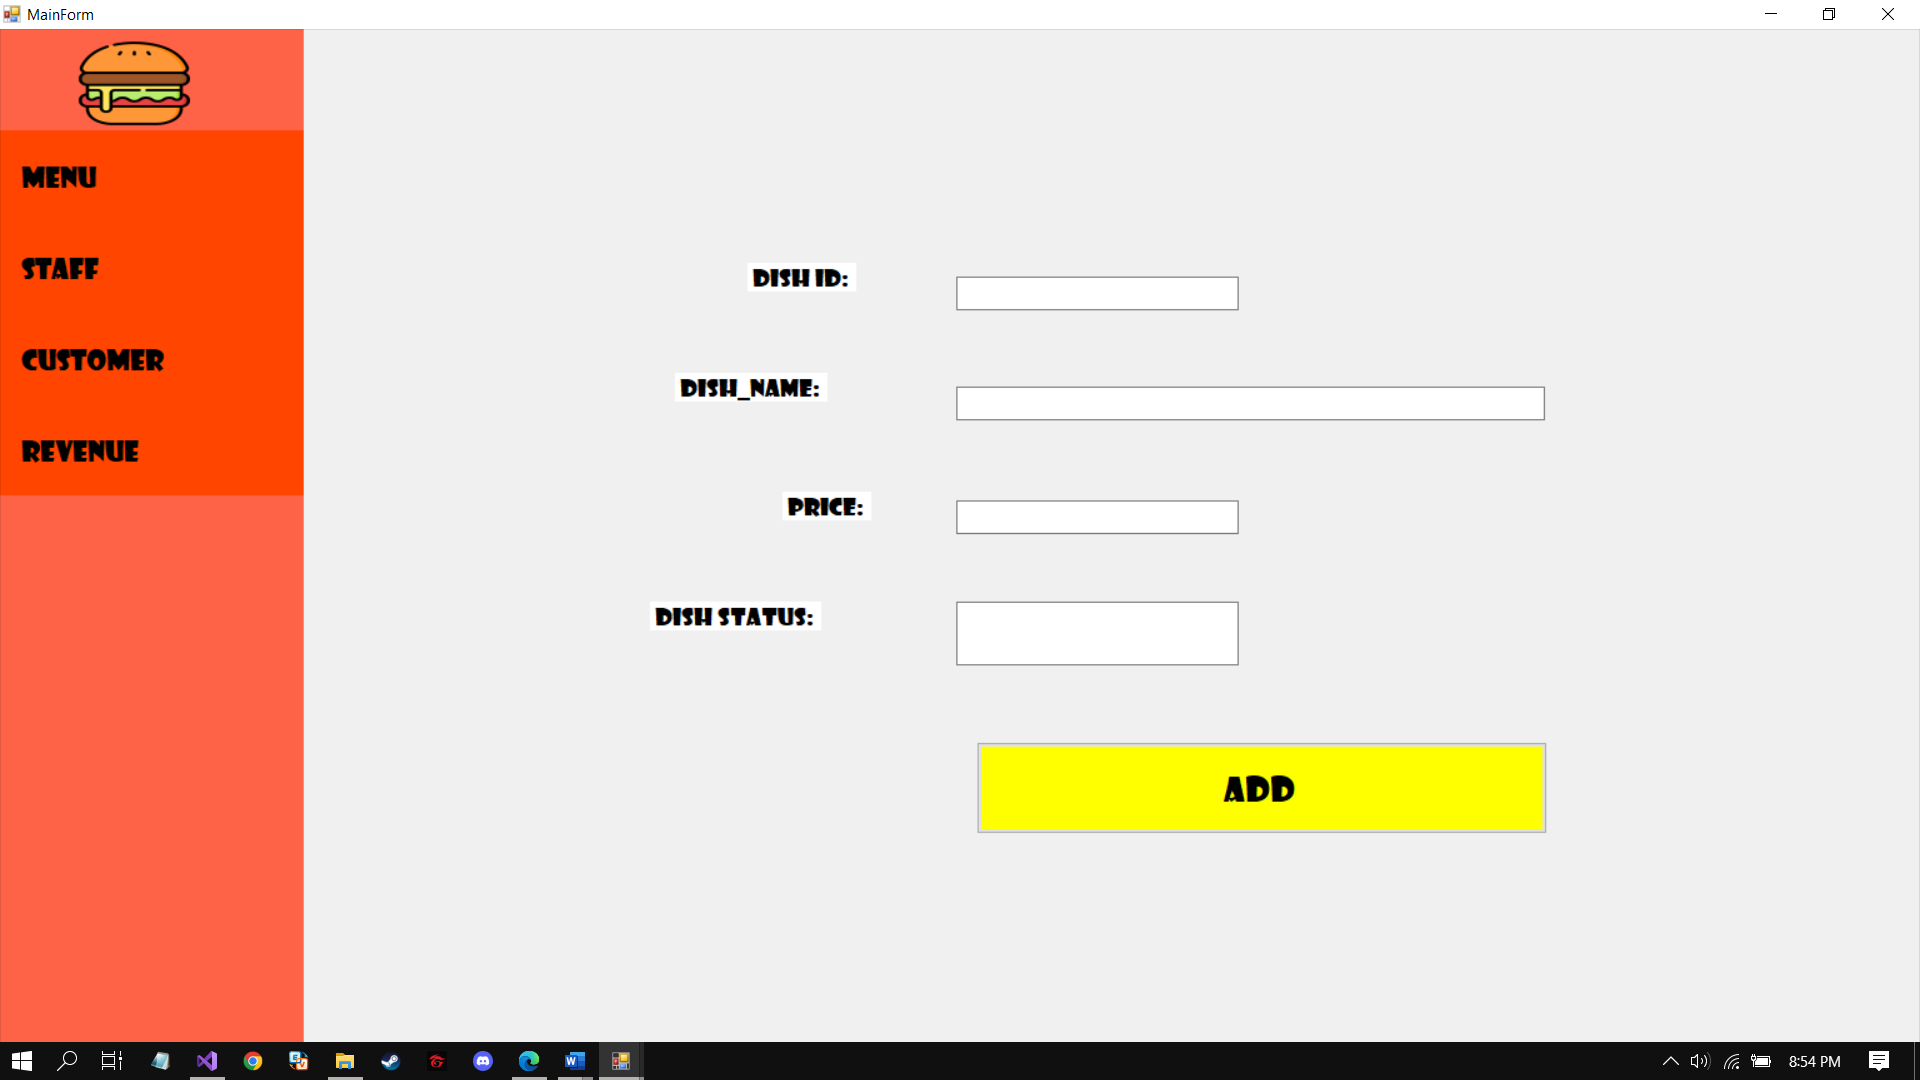 MainForm
MENU
STAFF
CUSTOMER
REVENUE
DISH ID:
DISH_NAME:
PRICE:
DISH STATUS:
ADD
8:54 PM